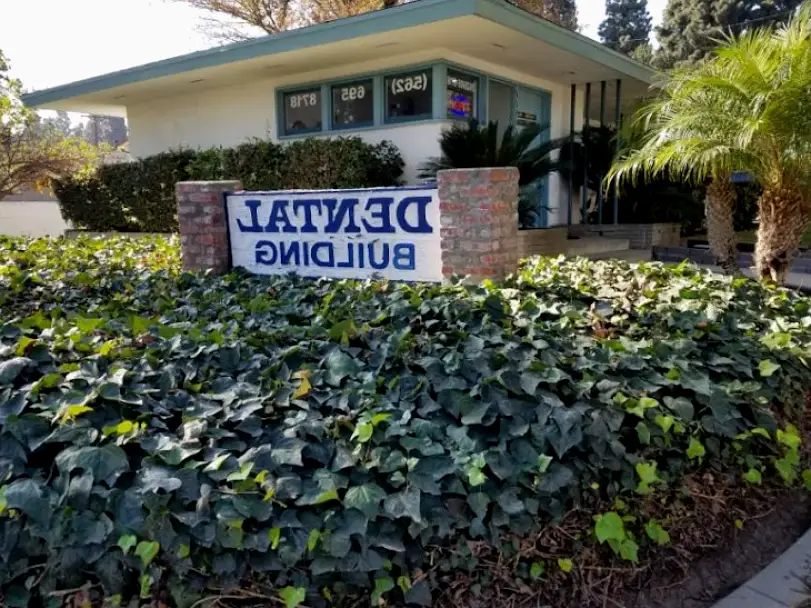 (562) 695 8718
DENTAL
BUILDING